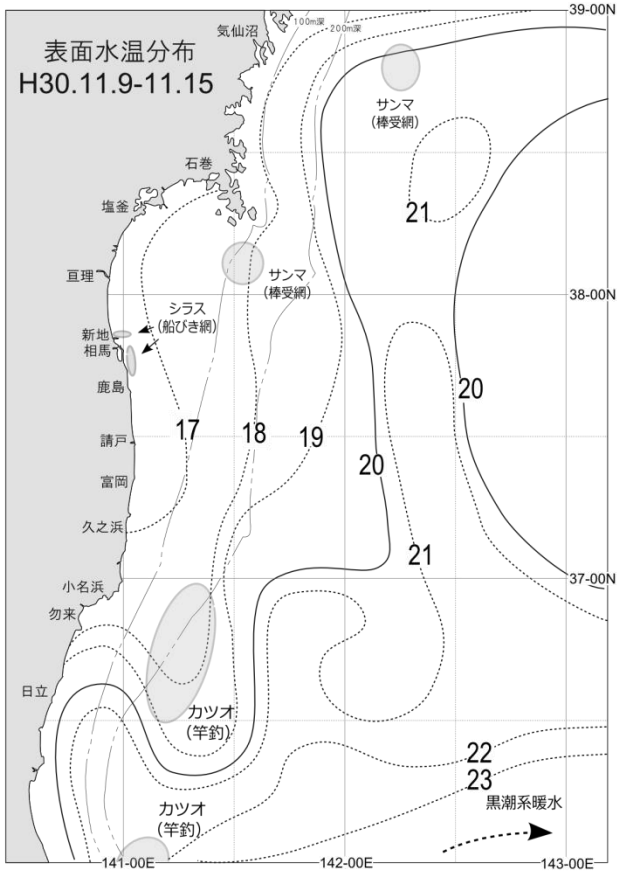 39-00N
100m深
200m深
気仙沼
表面水温分布
H30.11.9-11.15
サンマ
(棒受網)
石巻
21
塩釜
亘理
サンマ
(棒受網)
38-00N
シラス
(船びき網)
新地
相馬
鹿島
20
17
18
19
請戸
20
富岡
久之浜
21
37-00N
小名浜
勿来
日立
カツオ
(竿釣)
22
23
黒潮系暖水
カツオ
(竿釣)
141-00E
142-00E
143-00E